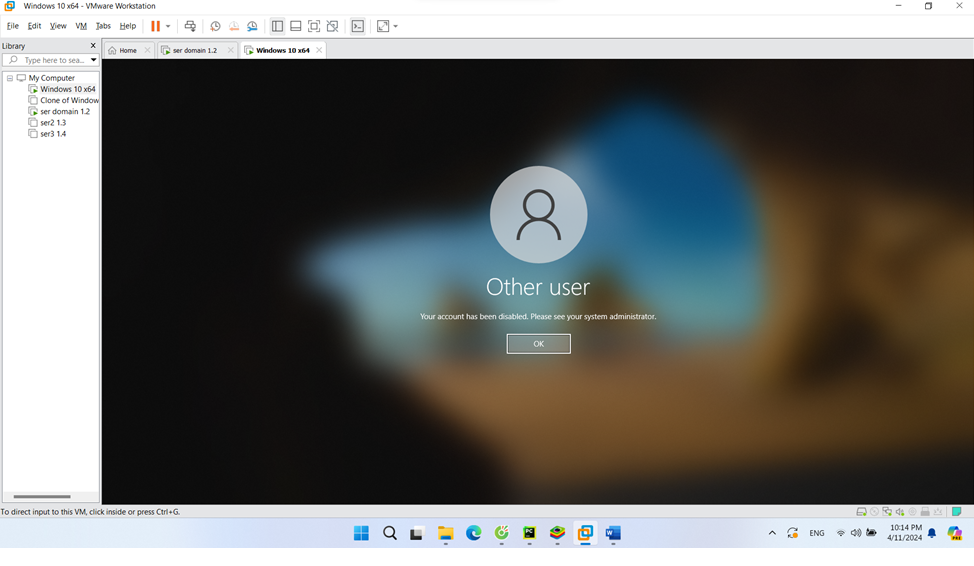 Windows 10 x64 - VMware Workstation
File Edit View VM Tabs Help
Library
Type here to sea...
Home
ser domain 1.2
Windows 10 x64
My Computer
Windows 10 x64
Clone of Window
ser domain 1.2
ser2 1.3
ser3 1.4
Other user
Your account has been disabled. Please see your system administrator.
OK
To direct input to this VM, click inside or press Ctrl+G.
ENG
10:14 PM
4/11/2024